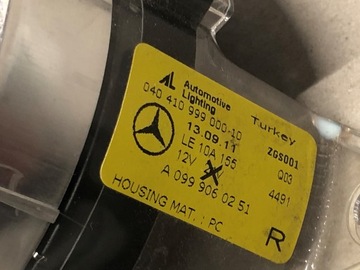 AL Automotive Lighting
040 410 999 000-10 Turkey
13.09.11 ZGS001
LE 10A 155 Q03
12V 4491
A 099 906 02 51
HOUSING MAT. : PC R